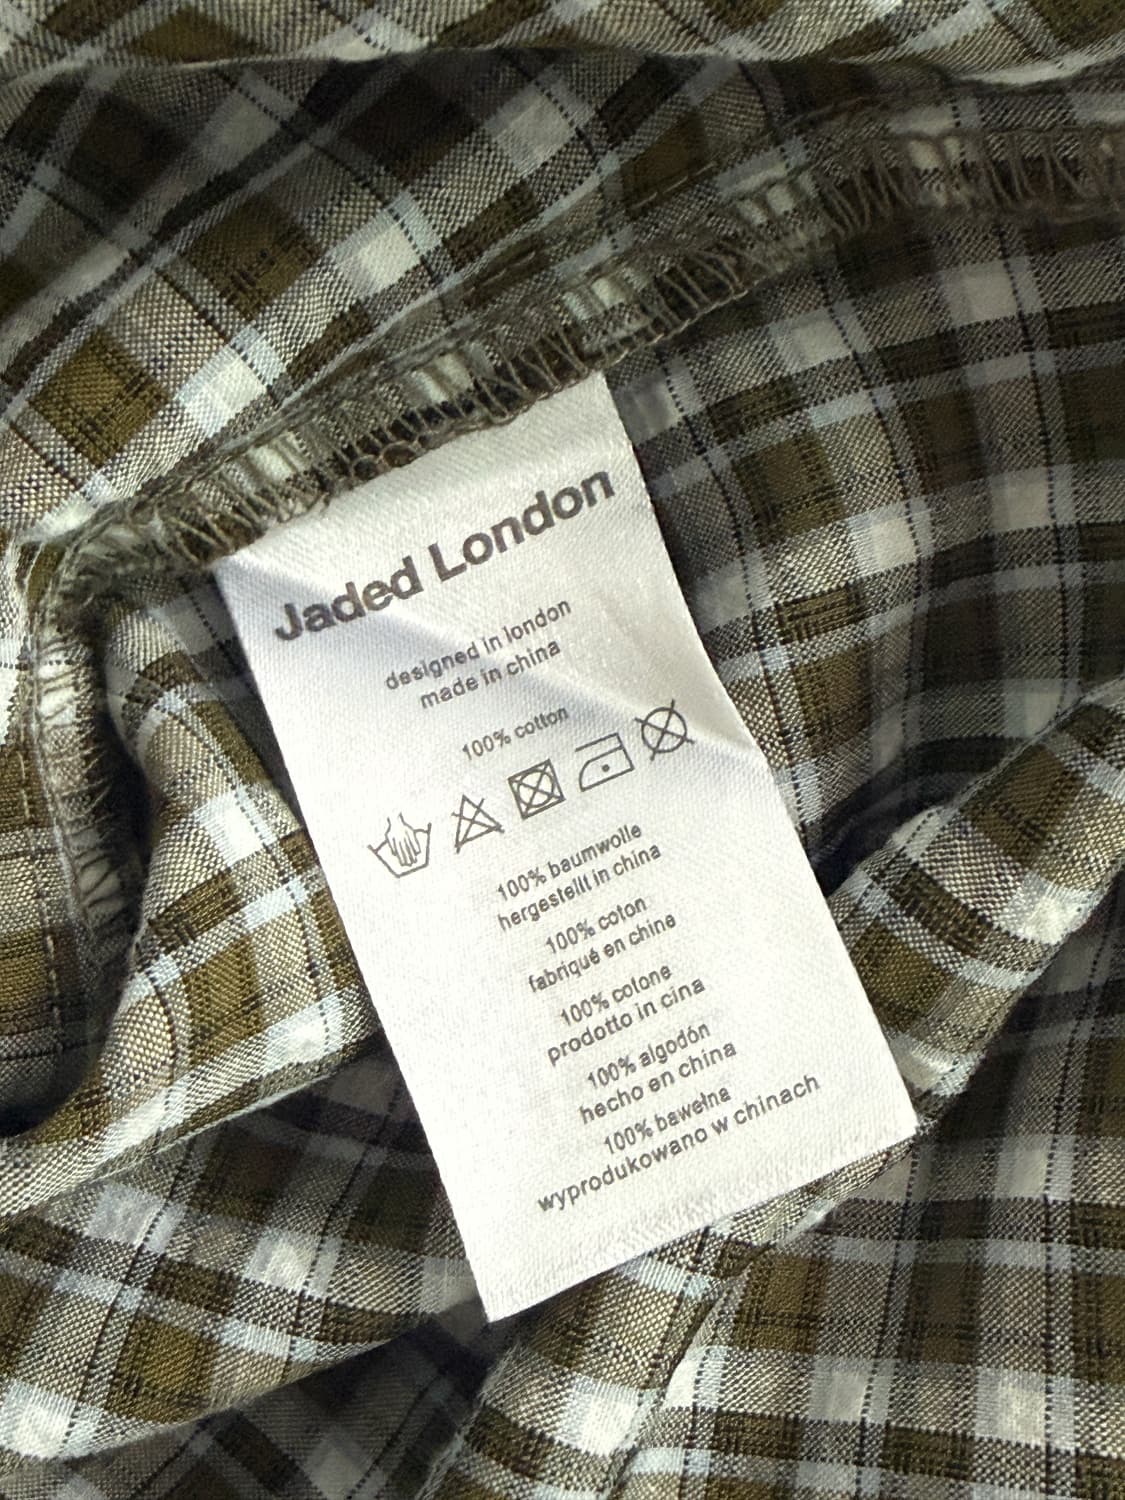 Jaded London
designed in london
made in china
100% cotton
100% baumwolle
hergestellt in china
100% coton
fabriqué en chine
100% cotone
prodotto in cina
100% algodón
hecho en china
100% bawełna
wyprodukowano w chinach